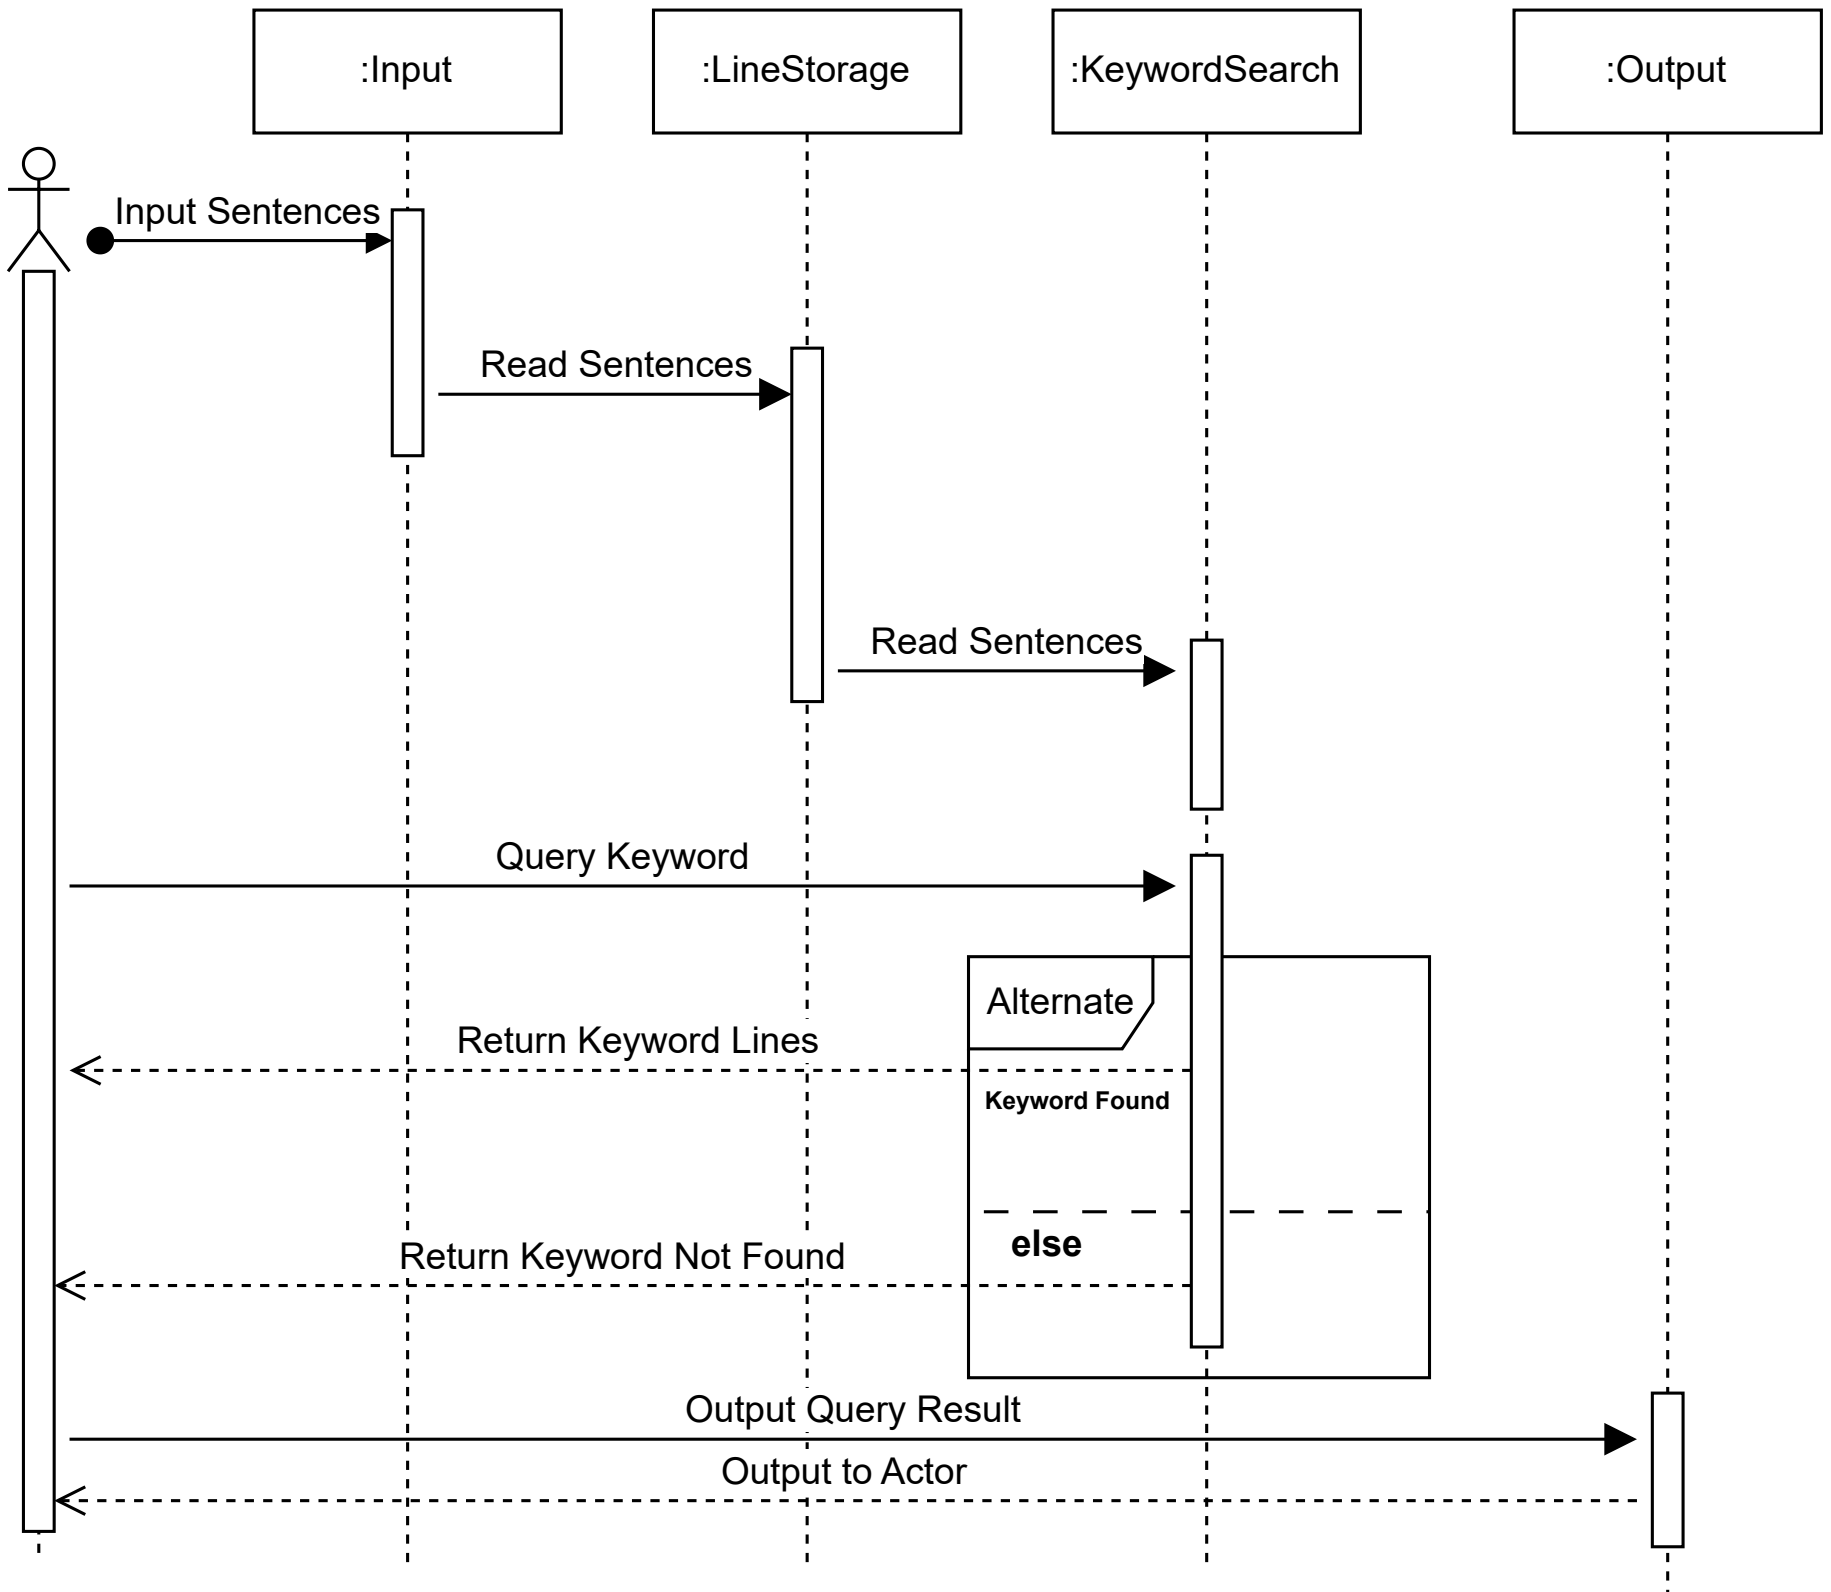 :Input
:LineStorage
:KeywordSearch
:Output
Input Sentences
Read Sentences
Read Sentences
Query Keyword
Alternate
Return Keyword Lines
Keyword Found
else
Return Keyword Not Found
Output Query Result
Output to Actor